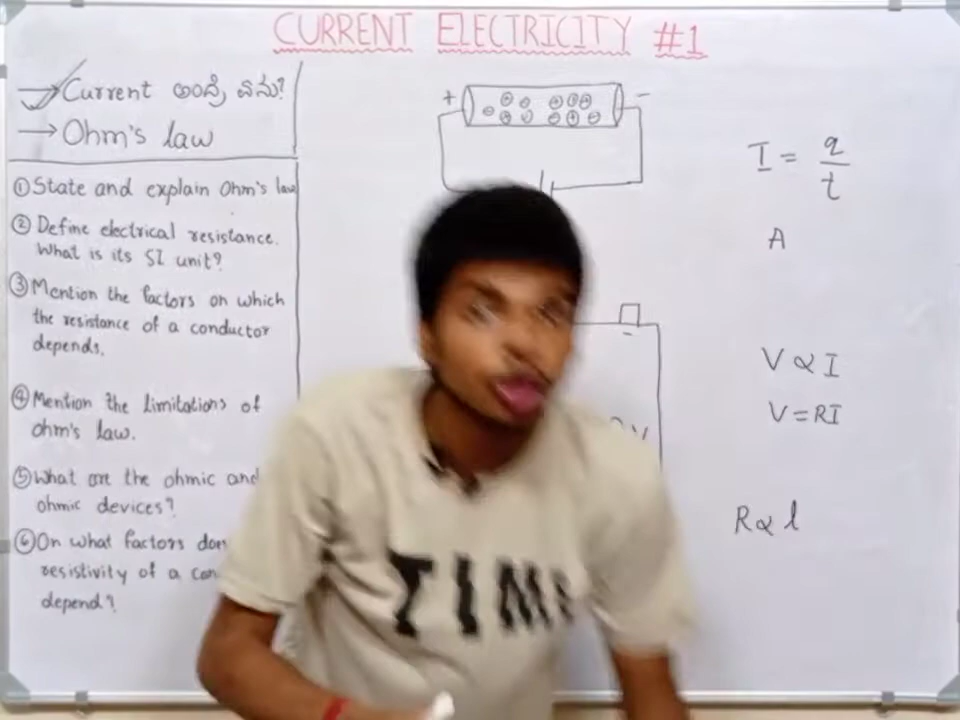 CURRENT ELECTRICITY #1
→ Current ಅಂದ್ರೆ ಏನು?
→ Ohm's law
① State and explain Ohm's law
② Define electrical resistance.
What is its SI unit?
③ Mention the factors on which
the resistance of a conductor
depends.
④ Mention the limitations of
ohm's law.
⑤ What are the ohmic and
ohmic devices?
⑥ On what factors
resistivity of a
depend?
+ -
I = q/t
A
-
V
V ∝ I
V = RI
R ∝ l
TIM